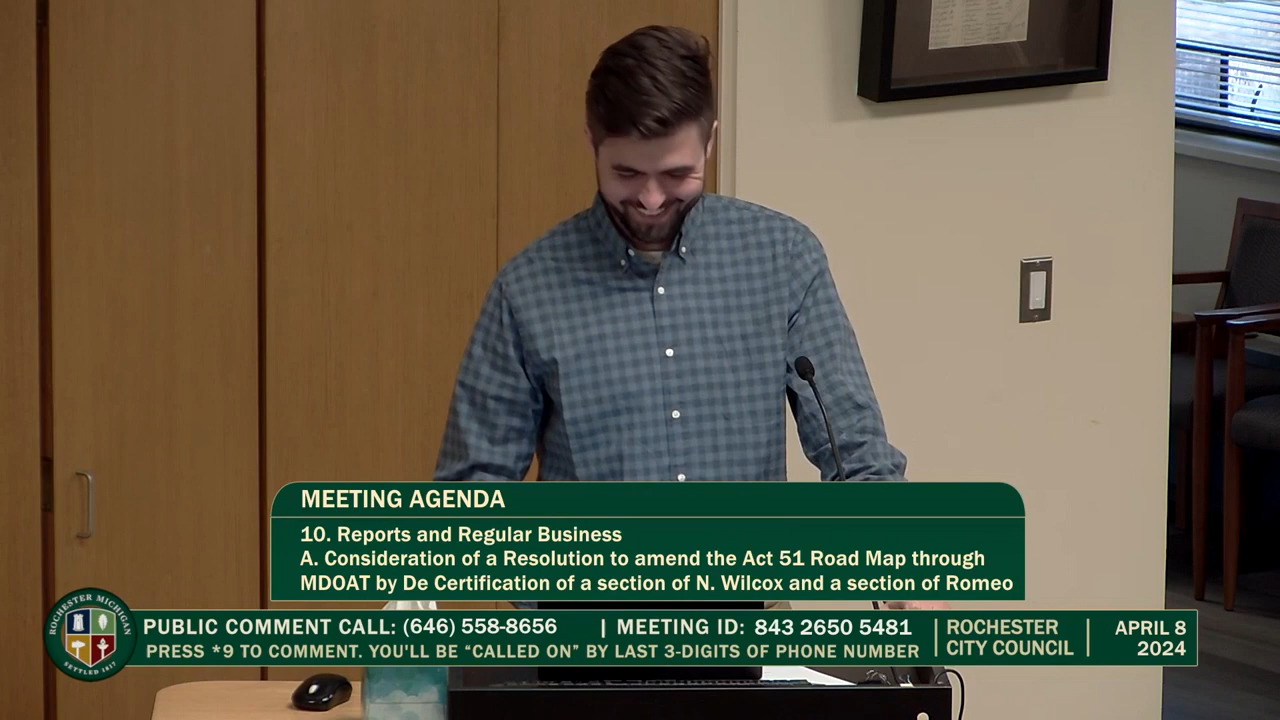 MEETING AGENDA
10. Reports and Regular Business
A. Consideration of a Resolution to amend the Act 51 Road Map through
MDOAT by De Certification of a section of N. Wilcox and a section of Romeo
ROCHESTER MICHIGAN
SETTLED 1817
PUBLIC COMMENT CALL: (646) 558-8656 | MEETING ID: 843 2650 5481
PRESS *9 TO COMMENT. YOU'LL BE “CALLED ON” BY LAST 3-DIGITS OF PHONE NUMBER
ROCHESTER
CITY COUNCIL
APRIL 8
2024